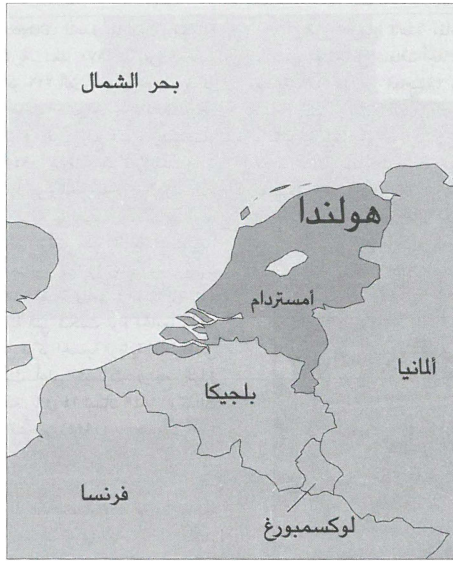 بحر الشمال
هولندا
أمستردام
ألمانيا
بلجيكا
فرنسا
لوكسمبورغ